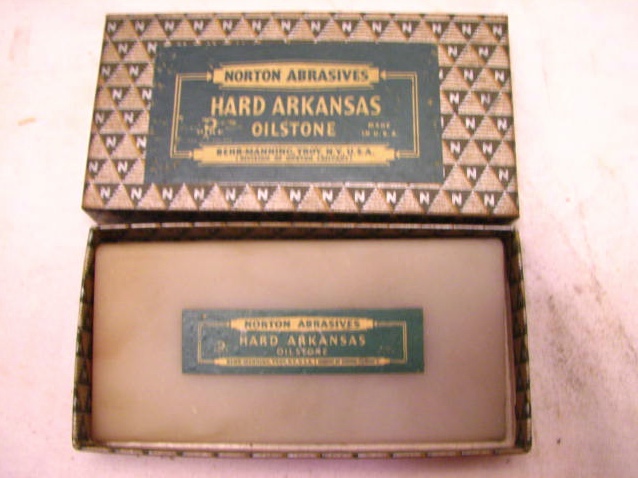 NORTON ABRASIVES
HARD ARKANSAS
OILSTONE
MADE
IN U.S.A.
BEHR-MANNING, TROY, N.Y., U.S.A.
(DIVISION OF NORTON COMPANY)
NORTON ABRASIVES
HARD ARKANSAS
OILSTONE